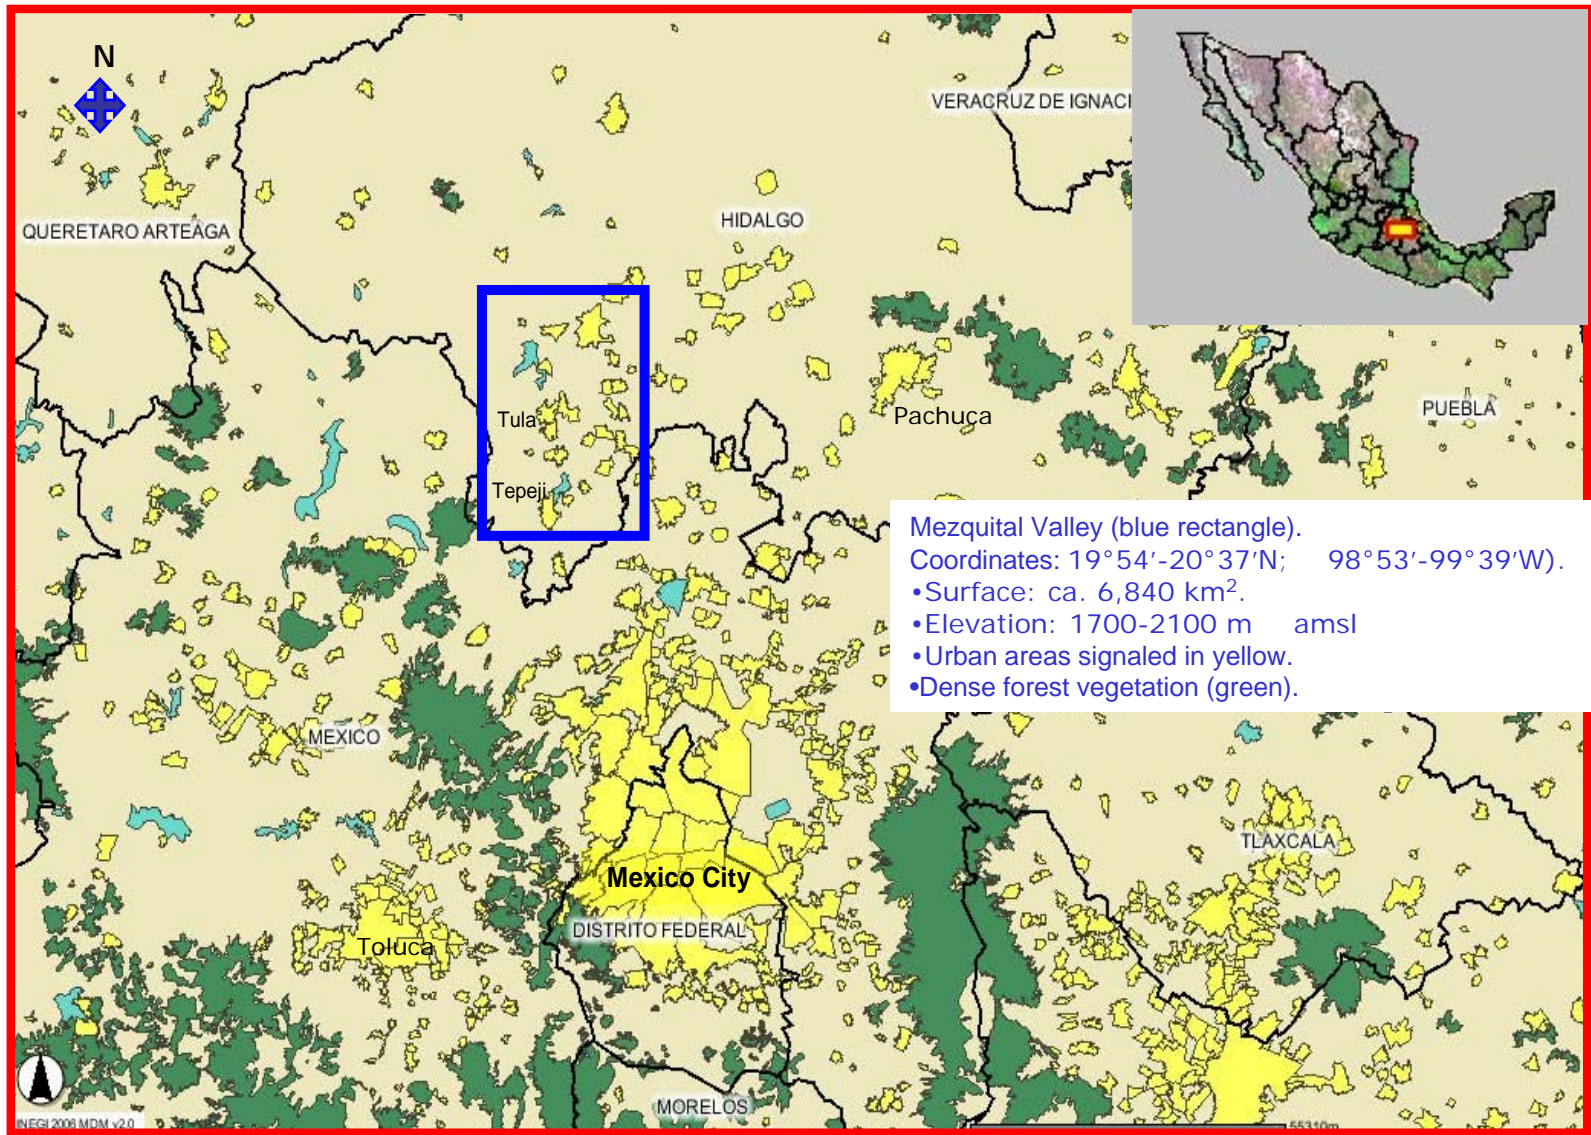 N
VERACRUZ DE IGNACI
QUERETARO ARTEAGA
HIDALGO
Tula
Pachuca
PUEBLA
Tepeji
Mezquital Valley (blue rectangle).
Coordinates: 19°54′-20°37′N; 98°53′-99°39′W).
•Surface: ca. 6,840 km².
•Elevation: 1700-2100 m amsl
•Urban areas signaled in yellow.
•Dense forest vegetation (green).
MEXICO
TLAXCALA
Mexico City
DISTRITO FEDERAL
Toluca
MORELOS
INEGI 2006 MDM v2.0
55310m